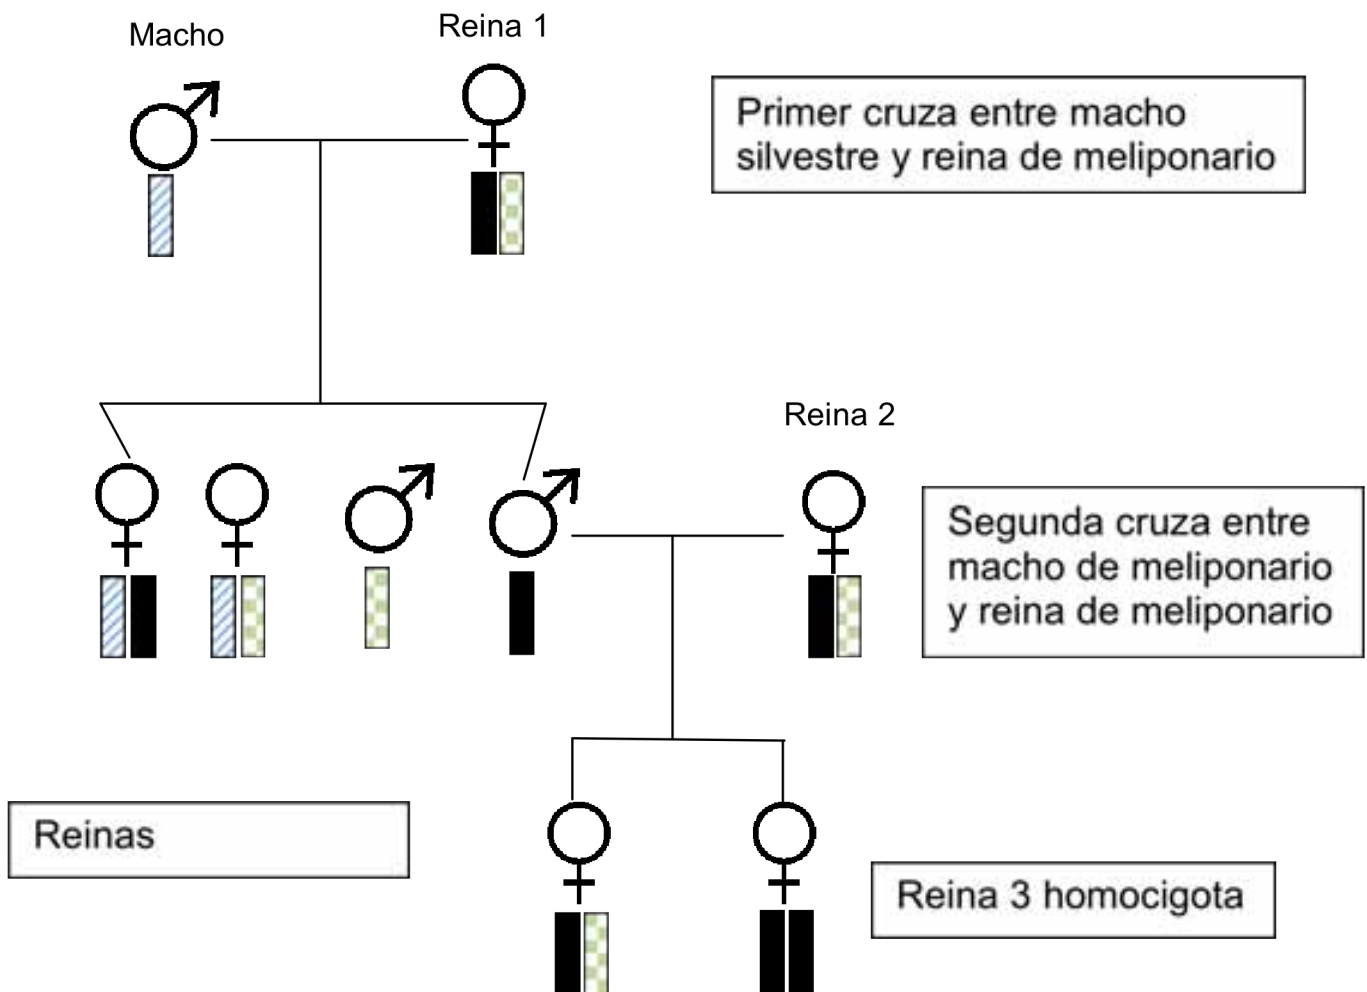 Macho
Reina 1
Primer cruza entre macho
silvestre y reina de meliponario
Reina 2
Segunda cruza entre
macho de meliponario
y reina de meliponario
Reinas
Reina 3 homocigota